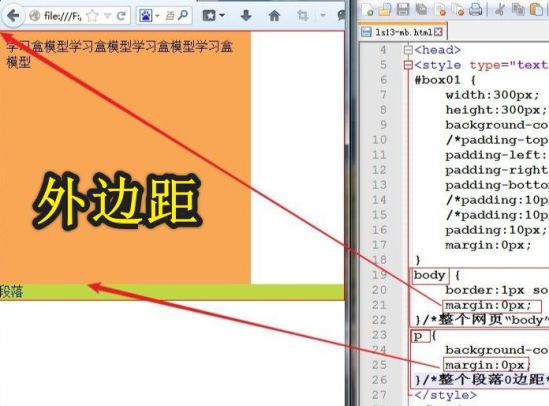 file:///F:/
学习盒模型学习盒模型学习盒模型学习盒
模型
外边距
段落
ls13-mb.html
4 <head>
5 <style type="text
6 #box01 {
7 width:300px;
8 height:300px;
9 background-co
10 /*padding-top
11 padding-left:
12 padding-right
13 padding-bottom
14 /*padding:10p
15 /*padding:10p
16 padding:10px;
17 margin:0px;
18 }
19 body {
20 border:1px so
21 margin:0px;
22 }/*整个网页"body"
23 p {
24 background-co
25 margin:0px;
26 }/*整个段落0边距*
27 </style>